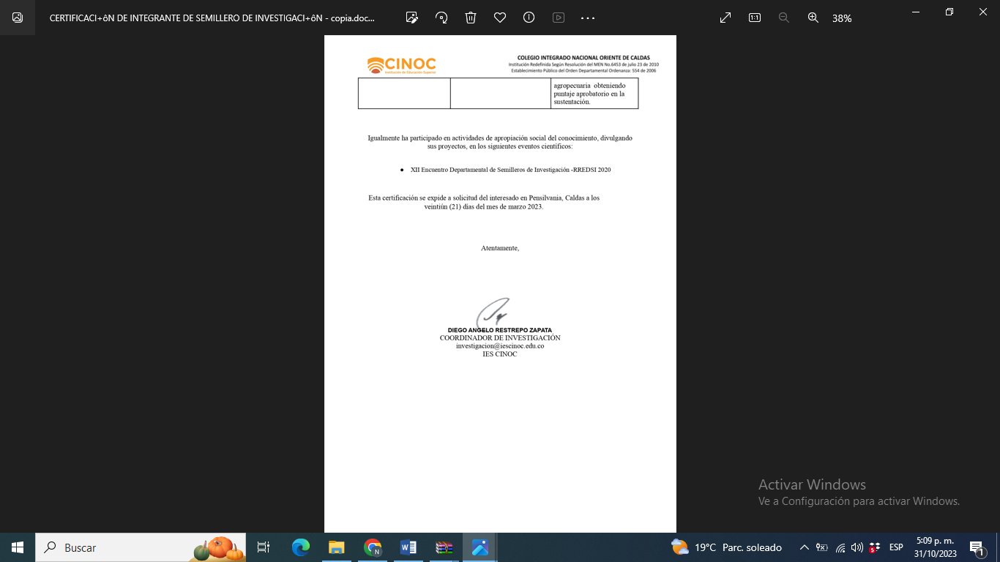 CERTIFICACI+ôN DE INTEGRANTE DE SEMILLERO DE INVESTIGACI+ôN - copia.doc...
1:1
38%
CINOC
Institución de Educación Superior
COLEGIO INTEGRADO NACIONAL ORIENTE DE CALDAS
Institución Redefinida Según Resolución del MEN No.6453 de julio 23 de 2010
Establecimiento Público del Orden Departamental Ordenanza: 554 de 2006
agropecuaria obteniendo
puntaje aprobatorio en la
sustentación.
Igualmente ha participado en actividades de apropiación social del conocimiento, divulgando
sus proyectos, en los siguientes eventos científicos:
● XII Encuentro Departamental de Semilleros de Investigación -RREDSI 2020
Esta certificación se expide a solicitud del interesado en Pensilvania, Caldas a los
veintiún (21) días del mes de marzo 2023.
Atentamente,
DIEGO ANGELO RESTREPO ZAPATA
COORDINADOR DE INVESTIGACIÓN
investigacion@iescinoc.edu.co
IES CINOC
Activar Windows
Ve a Configuración para activar Windows.
Buscar
19°C Parc. soleado
ESP
5:09 p. m.
31/10/2023
1